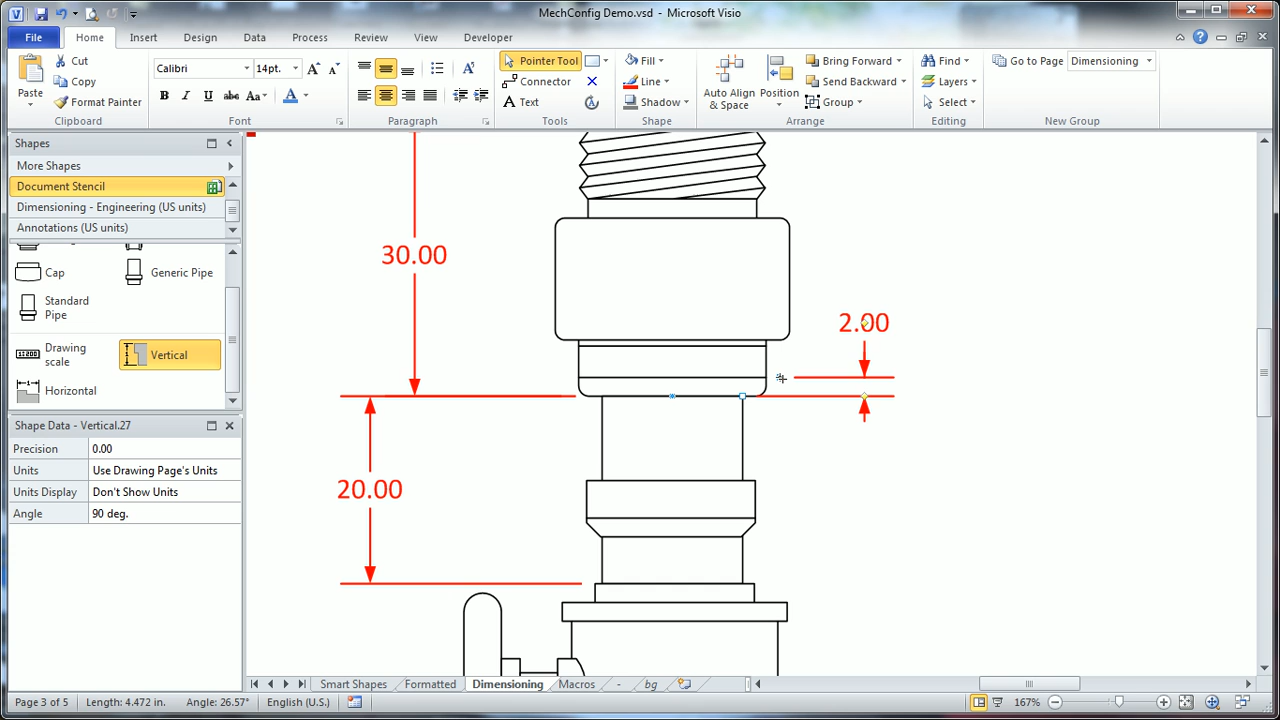 MechConfig Demo.vsd - Microsoft Visio
File Home Insert Design Data Process Review View Developer
Paste Cut Copy Format Painter
Clipboard
Calibri 14pt.
B I U abc Aa A
Font
Paragraph
Pointer Tool
Connector
A Text
Tools
Fill
Line
Shadow
Shape
Auto Align & Space
Position
Bring Forward
Send Backward
Group
Arrange
Find
Layers
Select
Editing
Go to Page Dimensioning
New Group
Shapes
More Shapes
Document Stencil
Dimensioning - Engineering (US units)
Annotations (US units)
Cap Generic Pipe
Standard Pipe
Drawing scale Vertical
Horizontal
Shape Data - Vertical.27
Precision 0.00
Units Use Drawing Page's Units
Units Display Don't Show Units
Angle 90 deg.
30.00
2.00
20.00
Smart Shapes Formatted Dimensioning Macros - bg
Page 3 of 5 Length: 4.472 in. Angle: 26.57° English (U.S.) 167%